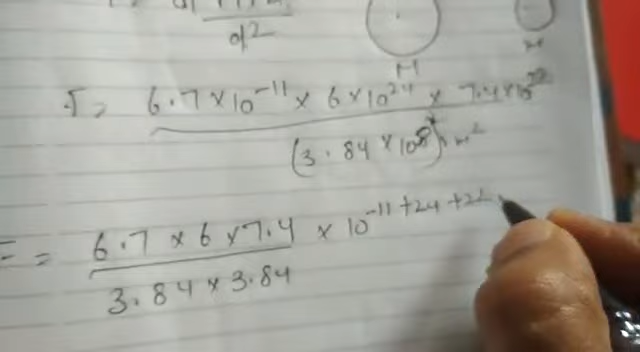 d²
M
F = 6.7 × 10⁻¹¹ × 6 × 10²⁴ × 7.4 × 10²²
(3.84 × 10⁸)² m²
F = 6.7 × 6 × 7.4 × 10⁻¹¹⁺²⁴⁺²²
3.84 × 3.84